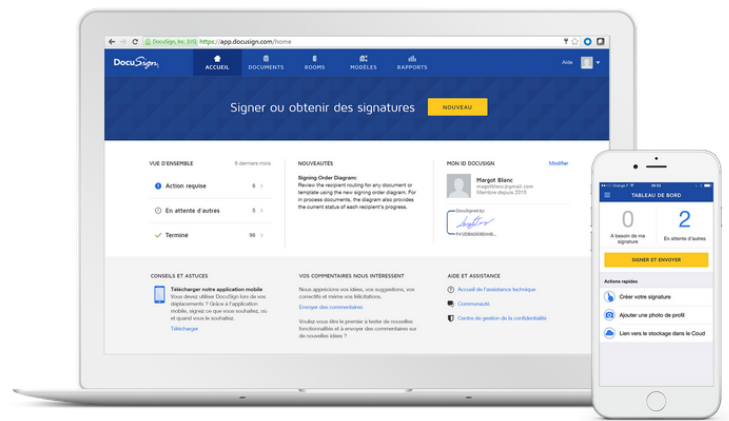 DocuSign, Inc. [US] https://app.docusign.com/home
DocuSign
ACCUEIL
DOCUMENTS
ROOMS
MODÈLES
RAPPORTS
Aide
Signer ou obtenir des signatures
NOUVEAU
VUE D'ENSEMBLE
6 derniers mois
Action requise
6
En attente d'autres
5
Terminé
96
NOUVEAUTÉS
Signing Order Diagram:
Review the recipient routing for any document or
template using the new signing order diagram. For
in process documents, the diagram also provides
the current status of each recipient's progress.
MON ID DOCUSIGN
Modifier
Margot Blanc
Membre depuis 2015
DocuSigned by:
CONSEILS ET ASTUCES
Télécharger notre application mobile
Vous devez utiliser DocuSign lors de vos
déplacements ? Grâce à l'application
mobile, signez ce que vous souhaitez, où
et quand vous le souhaitez.
Télécharger
VOS COMMENTAIRES NOUS INTÉRESSENT
Nous apprécions vos idées, vos suggestions, vos
correctifs et même vos félicitations.
Envoyer des commentaires
Voulez-vous être le premier à tester de nouvelles
fonctionnalités et à envoyer des commentaires sur
de nouvelles idées ?
AIDE ET ASSISTANCE
Accueil de l'assistance technique
Communauté
Centre de gestion de la confidentialité
TABLEAU DE BORD
0
A besoin de ma
signature
2
En attente d'autres
SIGNER ET ENVOYER
Actions rapides
Créer votre signature
Ajouter une photo de profil
Lien vers le stockage dans le Coud